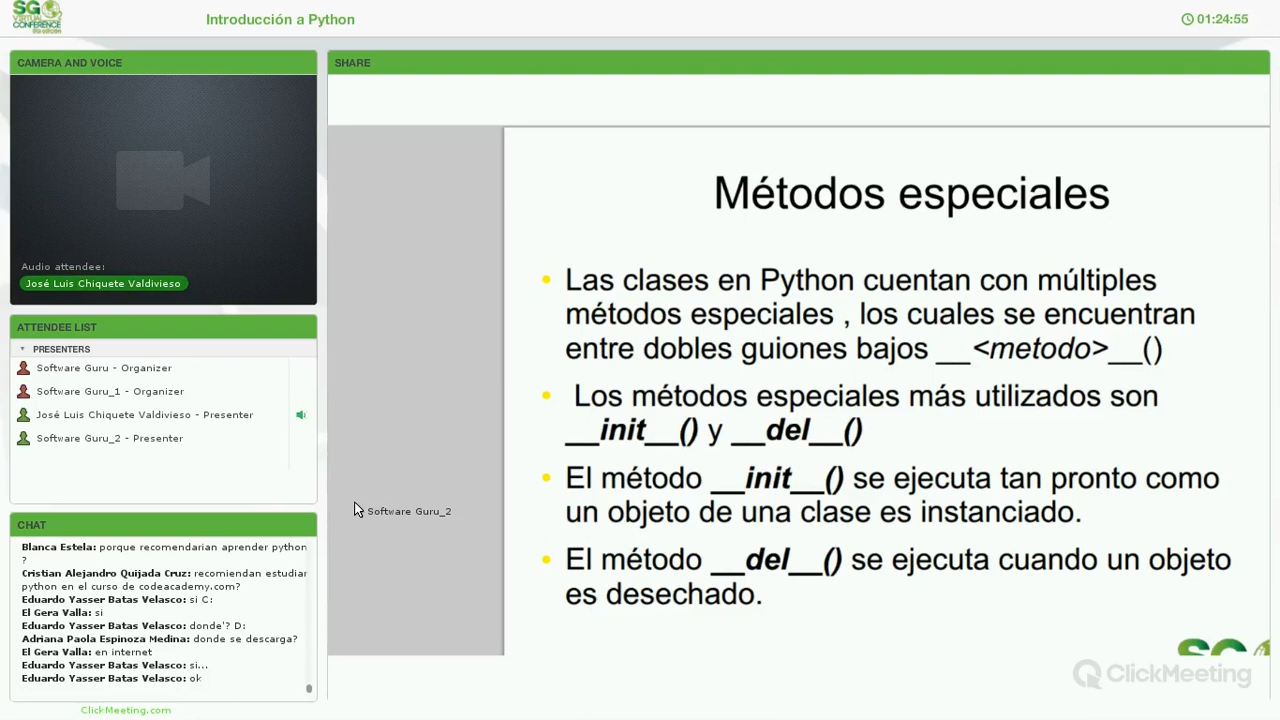 SG
VIRTUAL
CONFERENCE
Introducción a Python
01:24:55
CAMERA AND VOICE
Audio attendee:
José Luis Chiquete Valdivieso
ATTENDEE LIST
PRESENTERS
Software Guru - Organizer
Software Guru_1 - Organizer
José Luis Chiquete Valdivieso - Presenter
Software Guru_2 - Presenter
CHAT
Blanca Estela: porque recomendarian aprender python
?
Cristian Alejandro Quijada Cruz: recomiendan estudiar
python en el curso de codeacademy.com?
Eduardo Yasser Batas Velasco: si C:
El Gera Valla: si
Eduardo Yasser Batas Velasco: donde'? D:
Adriana Paola Espinoza Medina: donde se descarga?
El Gera Valla: en internet
Eduardo Yasser Batas Velasco: si...
Eduardo Yasser Batas Velasco: ok
ClickMeeting.com
SHARE
Software Guru_2
Métodos especiales
• Las clases en Python cuentan con múltiples
métodos especiales , los cuales se encuentran
entre dobles guiones bajos __<metodo>__()
• Los métodos especiales más utilizados son
__init__() y __del__()
• El método __init__() se ejecuta tan pronto como
un objeto de una clase es instanciado.
• El método __del__() se ejecuta cuando un objeto
es desechado.
SG
ClickMeeting